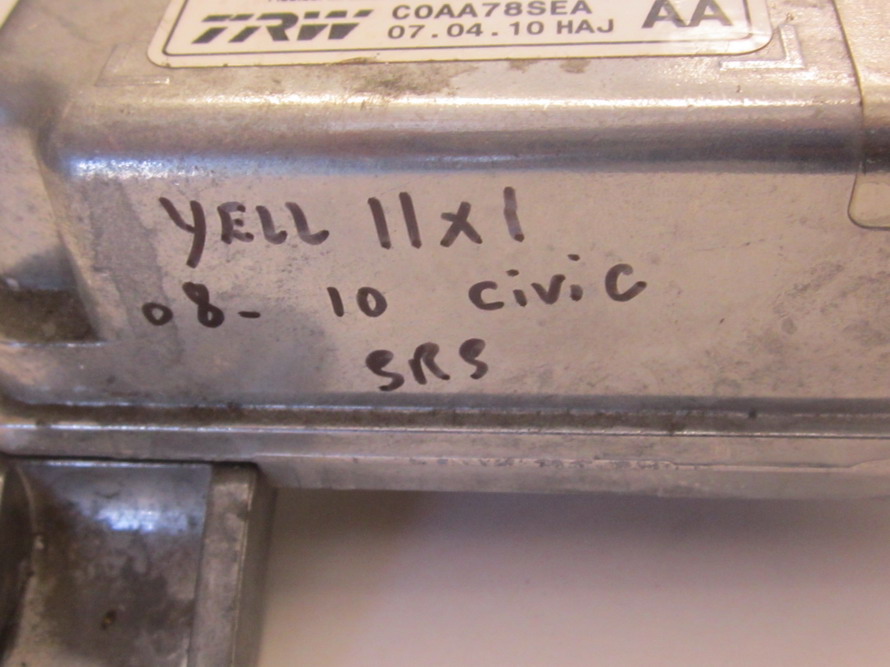 TRW C0AA78SEA AA
07.04.10 HAJ
YELL 11x1
08-10 CiViC
SRS